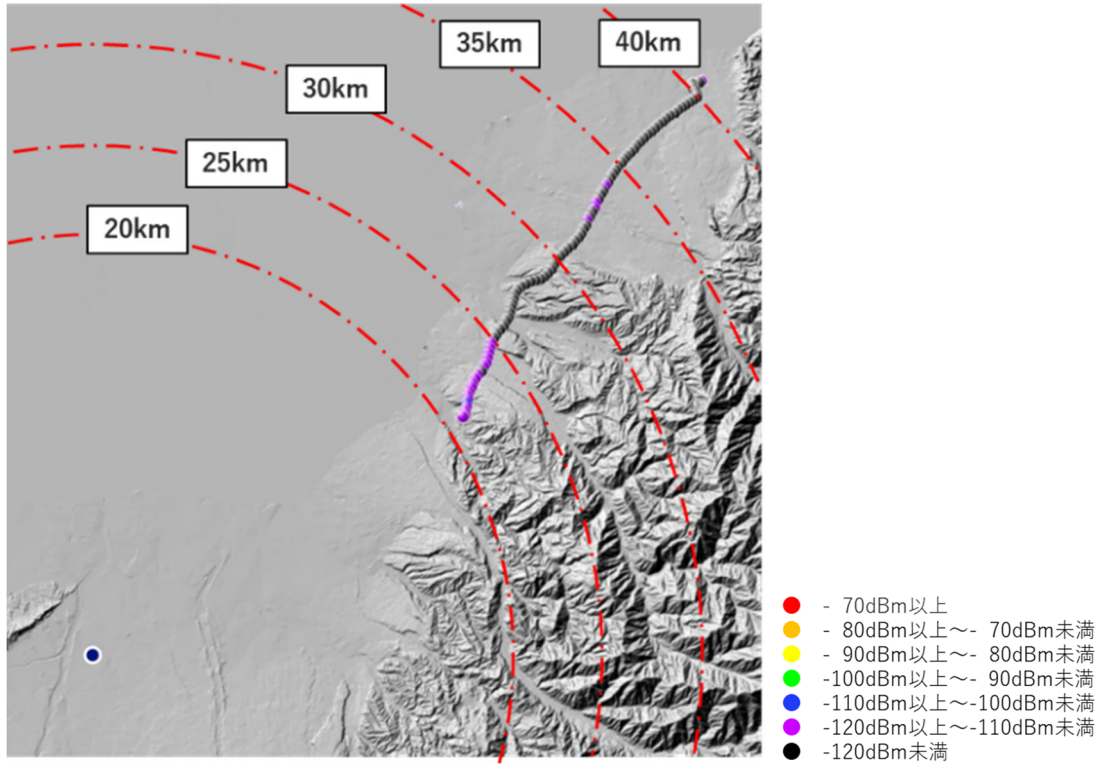 35km
40km
30km
25km
20km
- 70dBm以上
- 80dBm以上～- 70dBm未満
- 90dBm以上～- 80dBm未満
-100dBm以上～- 90dBm未満
-110dBm以上～-100dBm未満
-120dBm以上～-110dBm未満
-120dBm未満